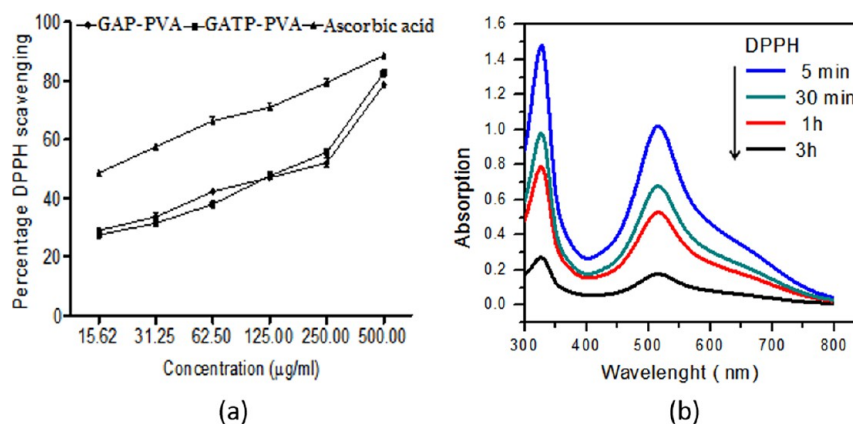 GAP-PVA GATP-PVA Ascorbic acid
Percentage DPPH scavenging
100
80
60
40
20
0
15.62 31.25 62.50 125.00 250.00 500.00
Concentration (µg/ml)
(a)
Absorption
1.6
1.4
1.2
1.0
0.8
0.6
0.4
0.2
0.0
DPPH
5 min
30 min
1h
3h
300 400 500 600 700 800
Wavelenght ( nm)
(b)